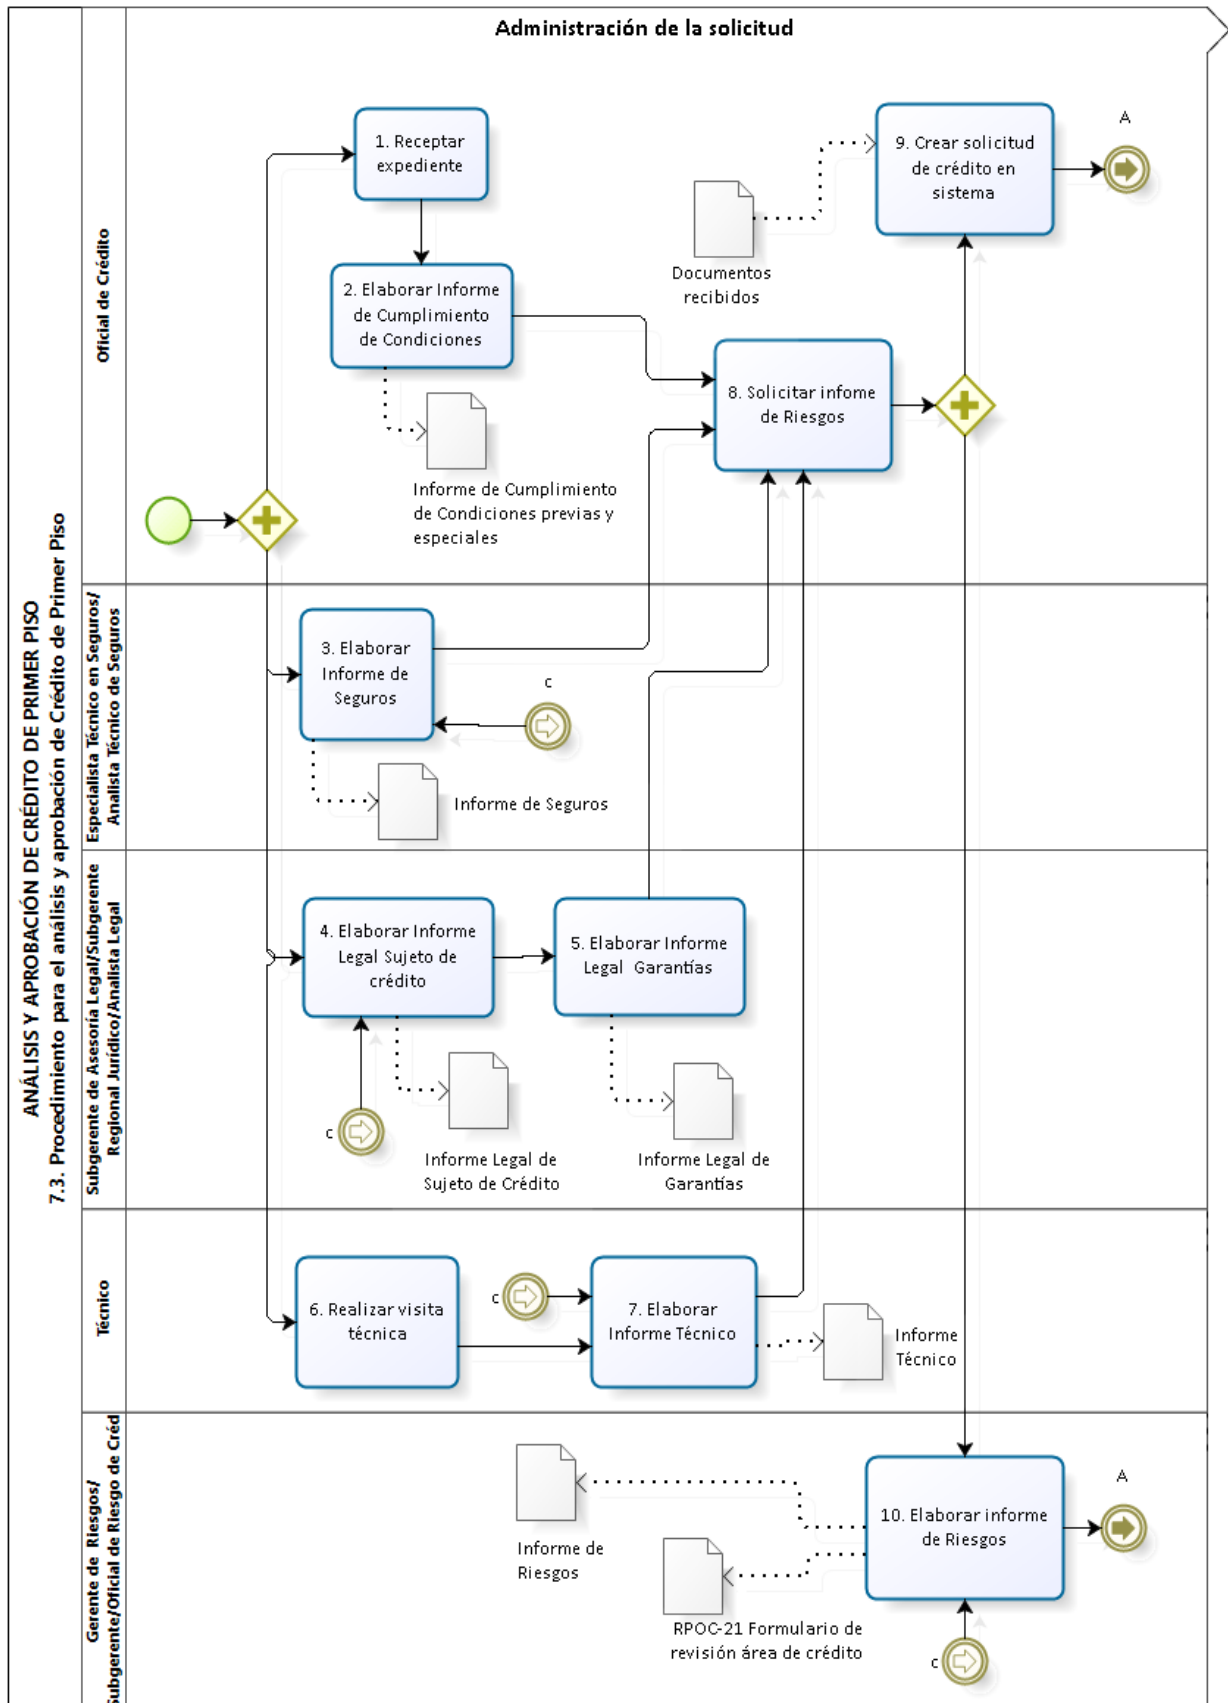 Administración de la solicitud
ANÁLISIS Y APROBACIÓN DE CRÉDITO DE PRIMER PISO
7.3. Procedimiento para el análisis y aprobación de Crédito de Primer Piso
Oficial de Crédito
1. Receptar
expediente
2. Elaborar Informe
de Cumplimiento
de Condiciones
Informe de Cumplimiento
de Condiciones previas y
especiales
Documentos
recibidos
9. Crear solicitud
de crédito en
sistema
A
8. Solicitar infome
de Riesgos
Especialista Técnico en Seguros/
Analista Técnico de Seguros
3. Elaborar
Informe de
Seguros
c
Informe de Seguros
Subgerente de Asesoría Legal/Subgerente
Regional Jurídico/Analista Legal
4. Elaborar Informe
Legal Sujeto de
crédito
5. Elaborar Informe
Legal Garantías
c
Informe Legal de
Sujeto de Crédito
Informe Legal de
Garantías
Técnico
6. Realizar visita
técnica
c
7. Elaborar
Informe Técnico
Informe
Técnico
Gerente de Riesgos/
Subgerente/Oficial de Riesgo de Créd
Informe de
Riesgos
RPOC-21 Formulario de
revisión área de crédito
10. Elaborar informe
de Riesgos
A
c